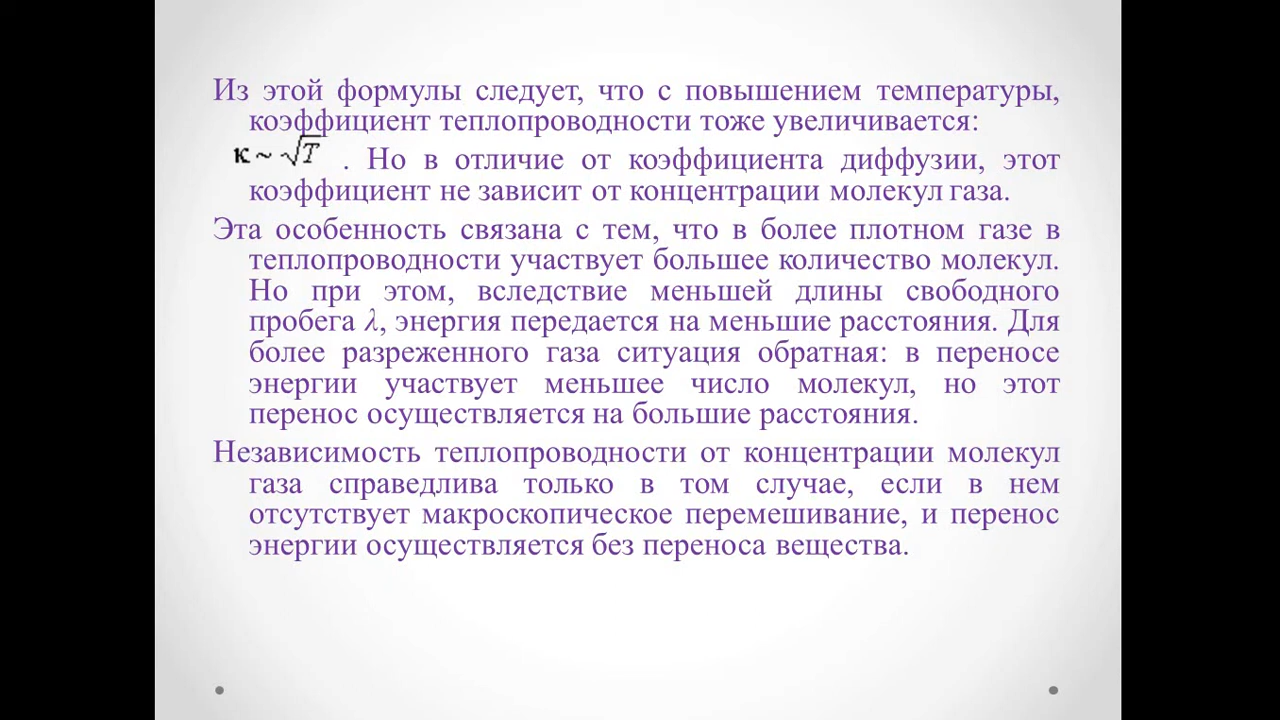 Из этой формулы следует, что с повышением температуры,
коэффициент теплопроводности тоже увеличивается:
κ ~ √T . Но в отличие от коэффициента диффузии, этот
коэффициент не зависит от концентрации молекул газа.
Эта особенность связана с тем, что в более плотном газе в
теплопроводности участвует большее количество молекул.
Но при этом, вследствие меньшей длины свободного
пробега λ, энергия передается на меньшие расстояния. Для
более разреженного газа ситуация обратная: в переносе
энергии участвует меньшее число молекул, но этот
перенос осуществляется на большие расстояния.
Независимость теплопроводности от концентрации молекул
газа справедлива только в том случае, если в нем
отсутствует макроскопическое перемешивание, и перенос
энергии осуществляется без переноса вещества.